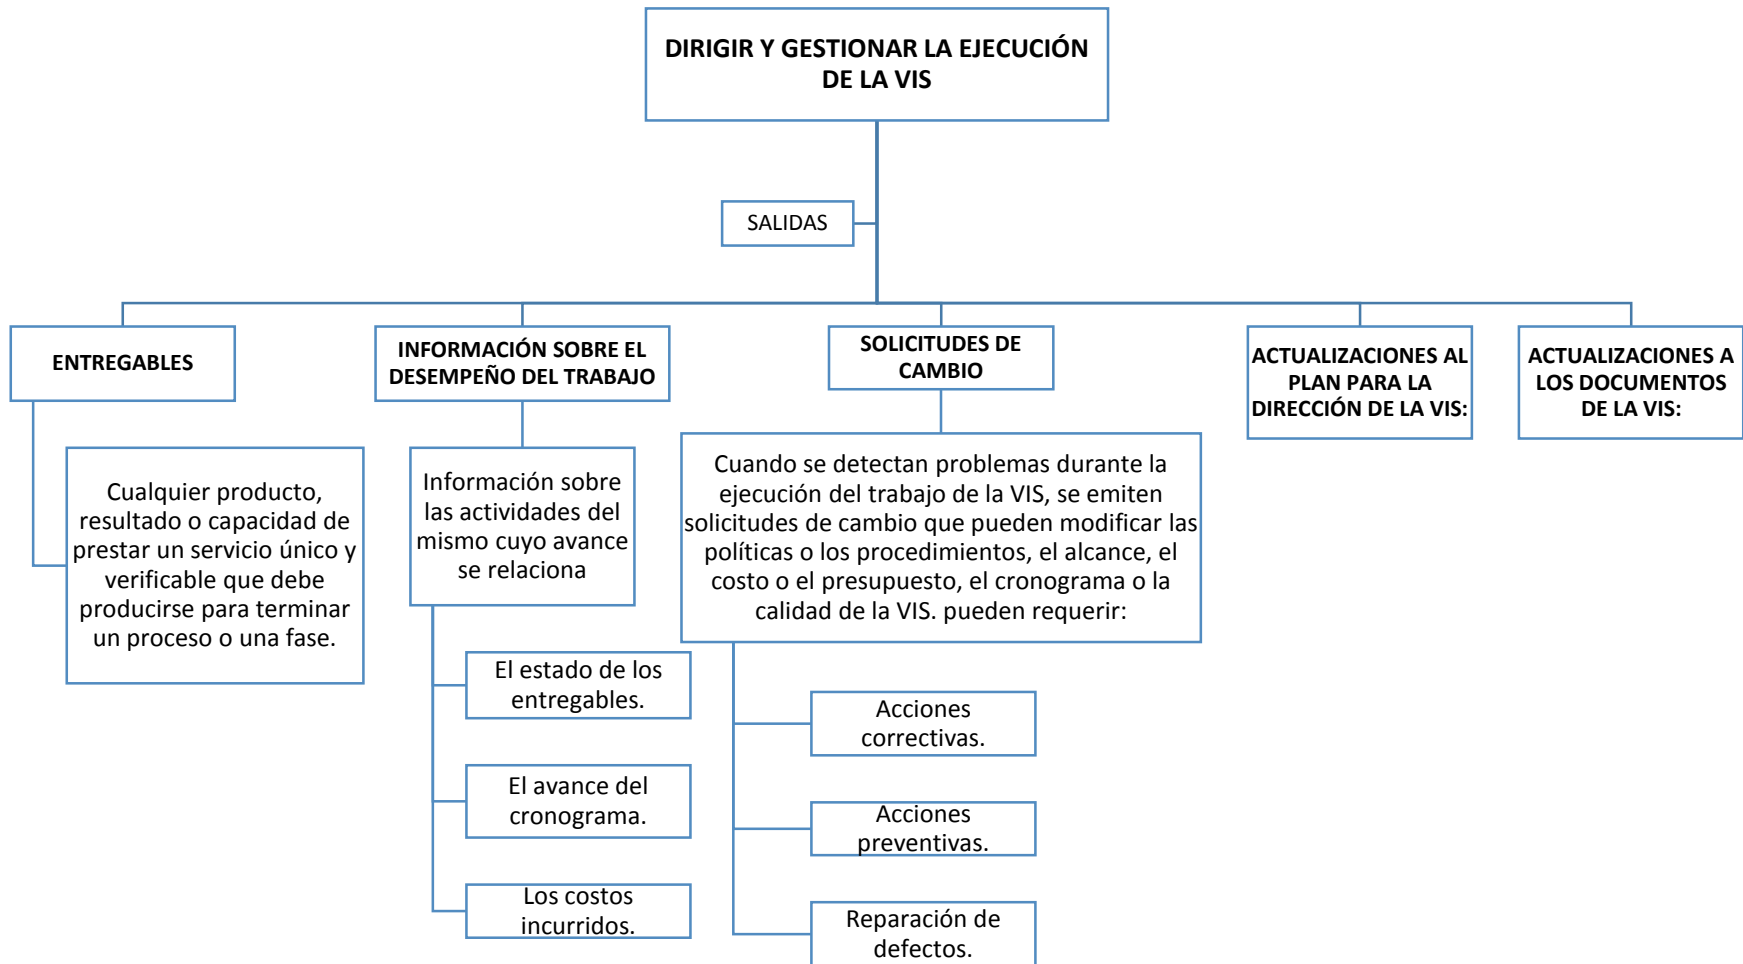 DIRIGIR Y GESTIONAR LA EJECUCIÓN
DE LA VIS
SALIDAS
ENTREGABLES
INFORMACIÓN SOBRE EL
DESEMPEÑO DEL TRABAJO
SOLICITUDES DE
CAMBIO
ACTUALIZACIONES AL
PLAN PARA LA
DIRECCIÓN DE LA VIS:
ACTUALIZACIONES A
LOS DOCUMENTOS
DE LA VIS:
Cualquier producto,
resultado o capacidad de
prestar un servicio único y
verificable que debe
producirse para terminar
un proceso o una fase.
Información sobre
las actividades del
mismo cuyo avance
se relaciona
El estado de los
entregables.
El avance del
cronograma.
Los costos
incurridos.
Cuando se detectan problemas durante la
ejecución del trabajo de la VIS, se emiten
solicitudes de cambio que pueden modificar las
políticas o los procedimientos, el alcance, el
costo o el presupuesto, el cronograma o la
calidad de la VIS. pueden requerir:
Acciones
correctivas.
Acciones
preventivas.
Reparación de
defectos.